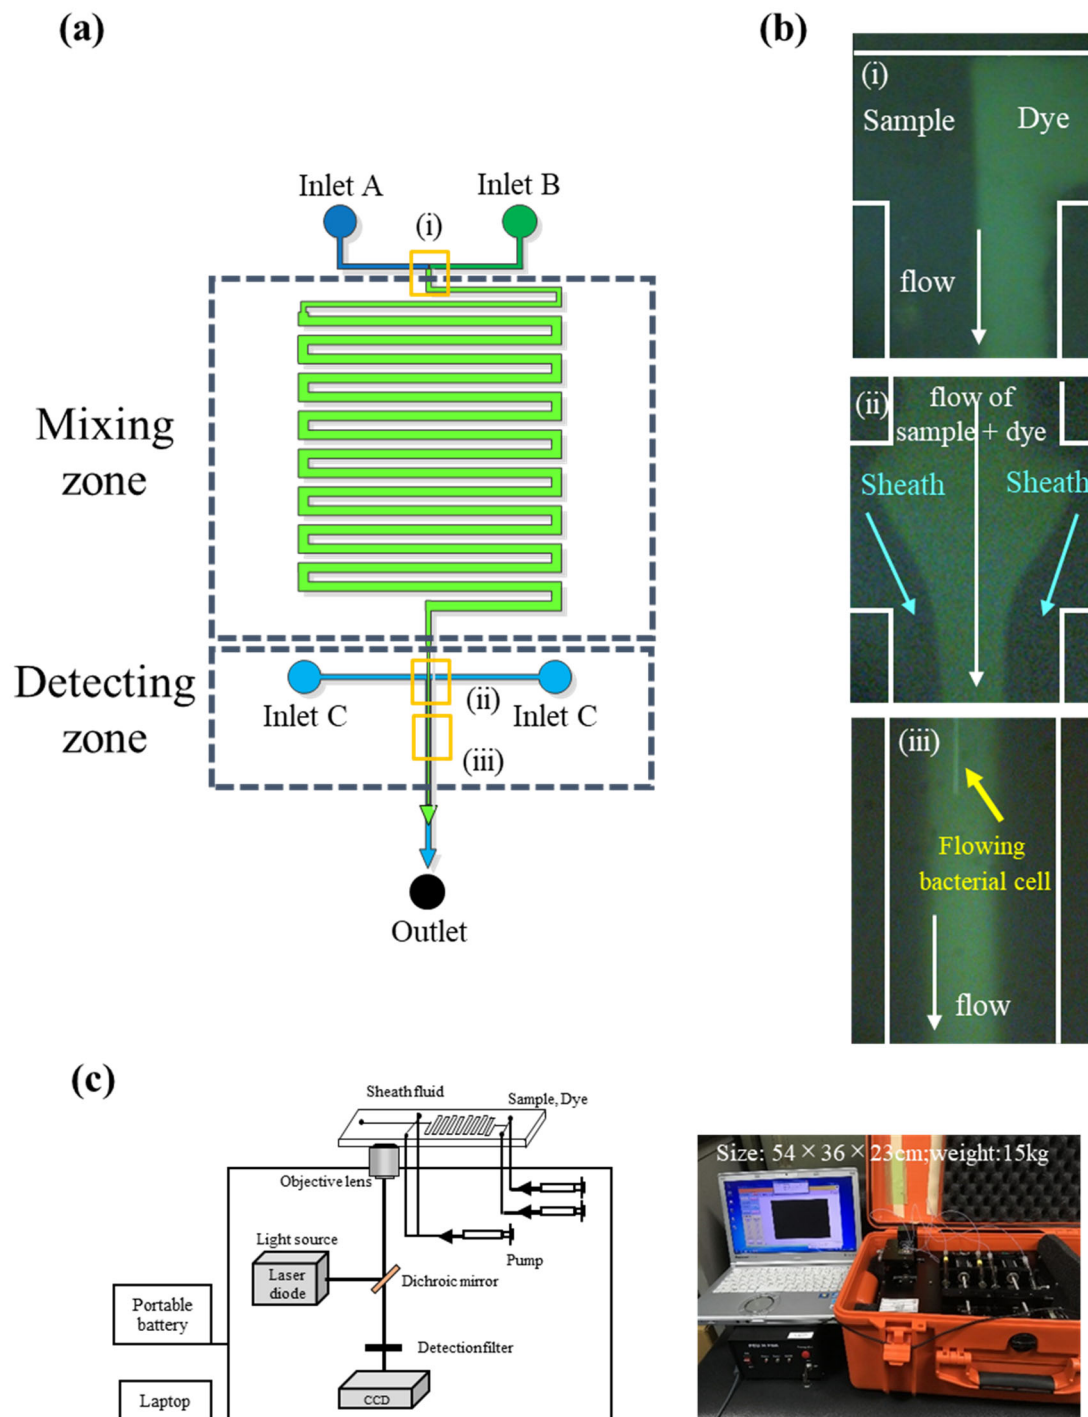 (a)
Inlet A
Inlet B
(i)
Mixing
zone
Detecting
zone
Inlet C
(ii)
Inlet C
(iii)
Outlet
(b)
(i)
Sample
Dye
flow
(ii)
flow of
sample + dye
Sheath
Sheath
(iii)
Flowing
bacterial cell
flow
(c)
Sheath fluid
Sample, Dye
Objective lens
Light source
Laser
diode
Pump
Dichroic mirror
Portable
battery
Detection filter
Laptop
CCD
Size: 54 × 36 × 23cm;weight:15kg